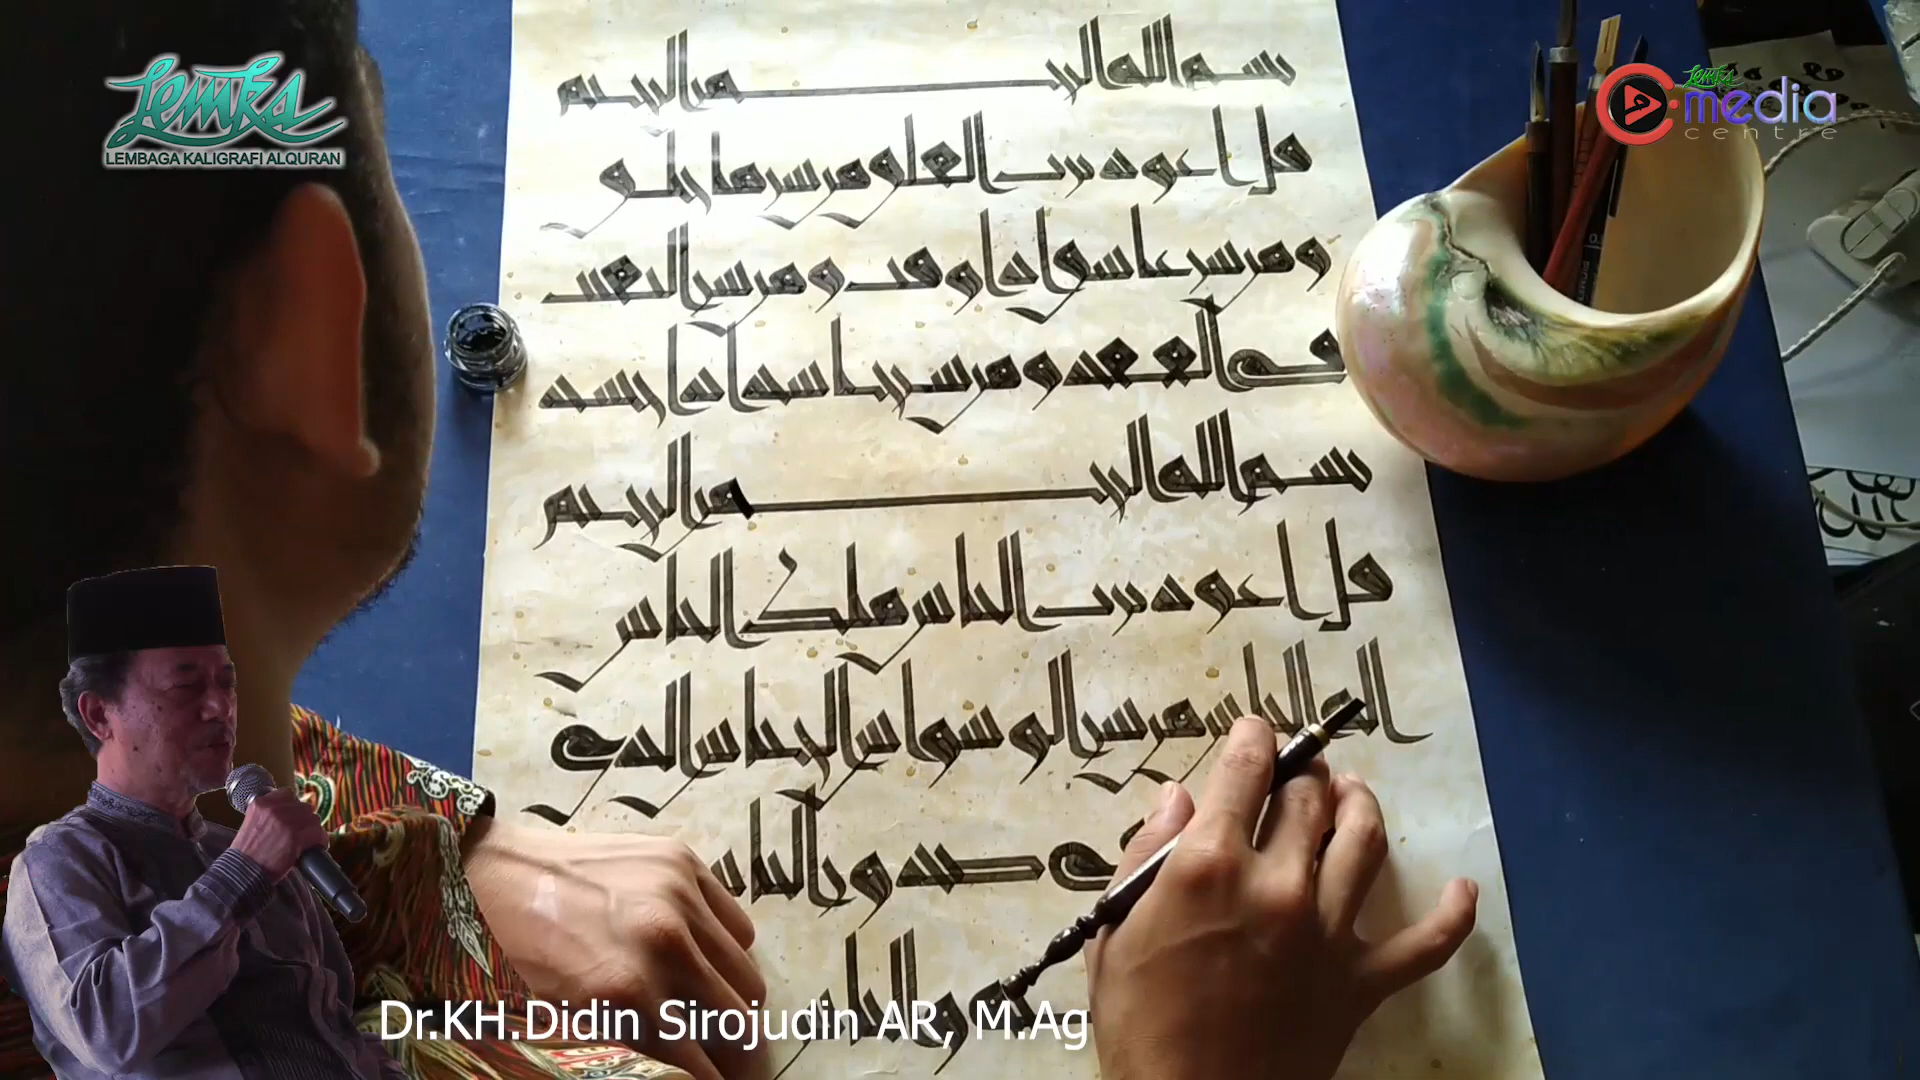 Lemka
LEMBAGA KALIGRAFI ALQURAN
Lemka
media
centre
بسم الله الرحمن الرحيم
قل اعوذ برب الفلق من شر ما خلق
ومن شر غاسق اذا وقب ومن شر النفثت
في العقد ومن شر حاسد اذا حسد
بسم الله الرحمن الرحيم
قل اعوذ برب الناس ملك الناس
اله الناس من شر الوسواس الخناس الذي
في صدور الناس
والناس
Dr.KH.Didin Sirojudin AR, M.Ag